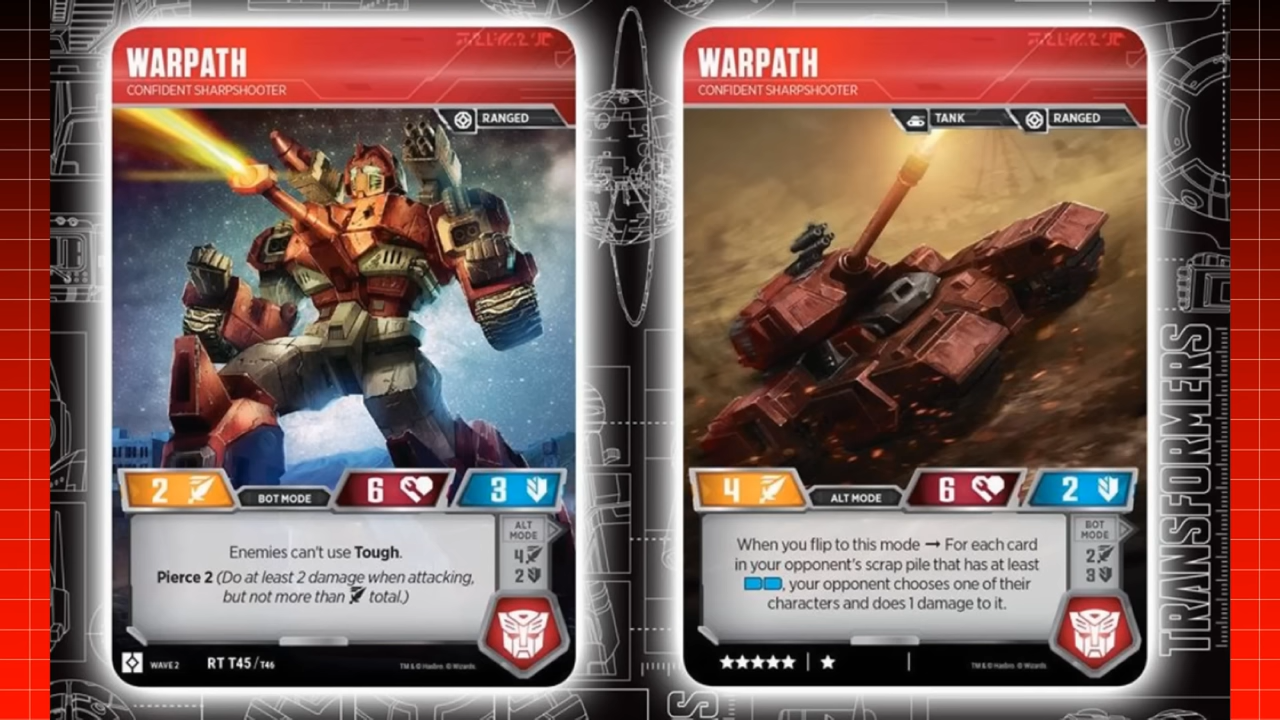 WARPATH
CONFIDENT SHARPSHOOTER
RANGED
2
BOT MODE
6
3
Enemies can't use Tough.
Pierce 2 (Do at least 2 damage when attacking,
but not more than total.)
ALT
MODE
4
2
WAVE 2
RT T45/T46
TM & © Hasbro. © Wizards.
WARPATH
CONFIDENT SHARPSHOOTER
TANK
RANGED
4
ALT MODE
6
2
When you flip to this mode → For each card
in your opponent's scrap pile that has at least
, your opponent chooses one of their
characters and does 1 damage to it.
BOT
MODE
2
3
TM & © Hasbro. © Wizards.
TRANSFORMERS